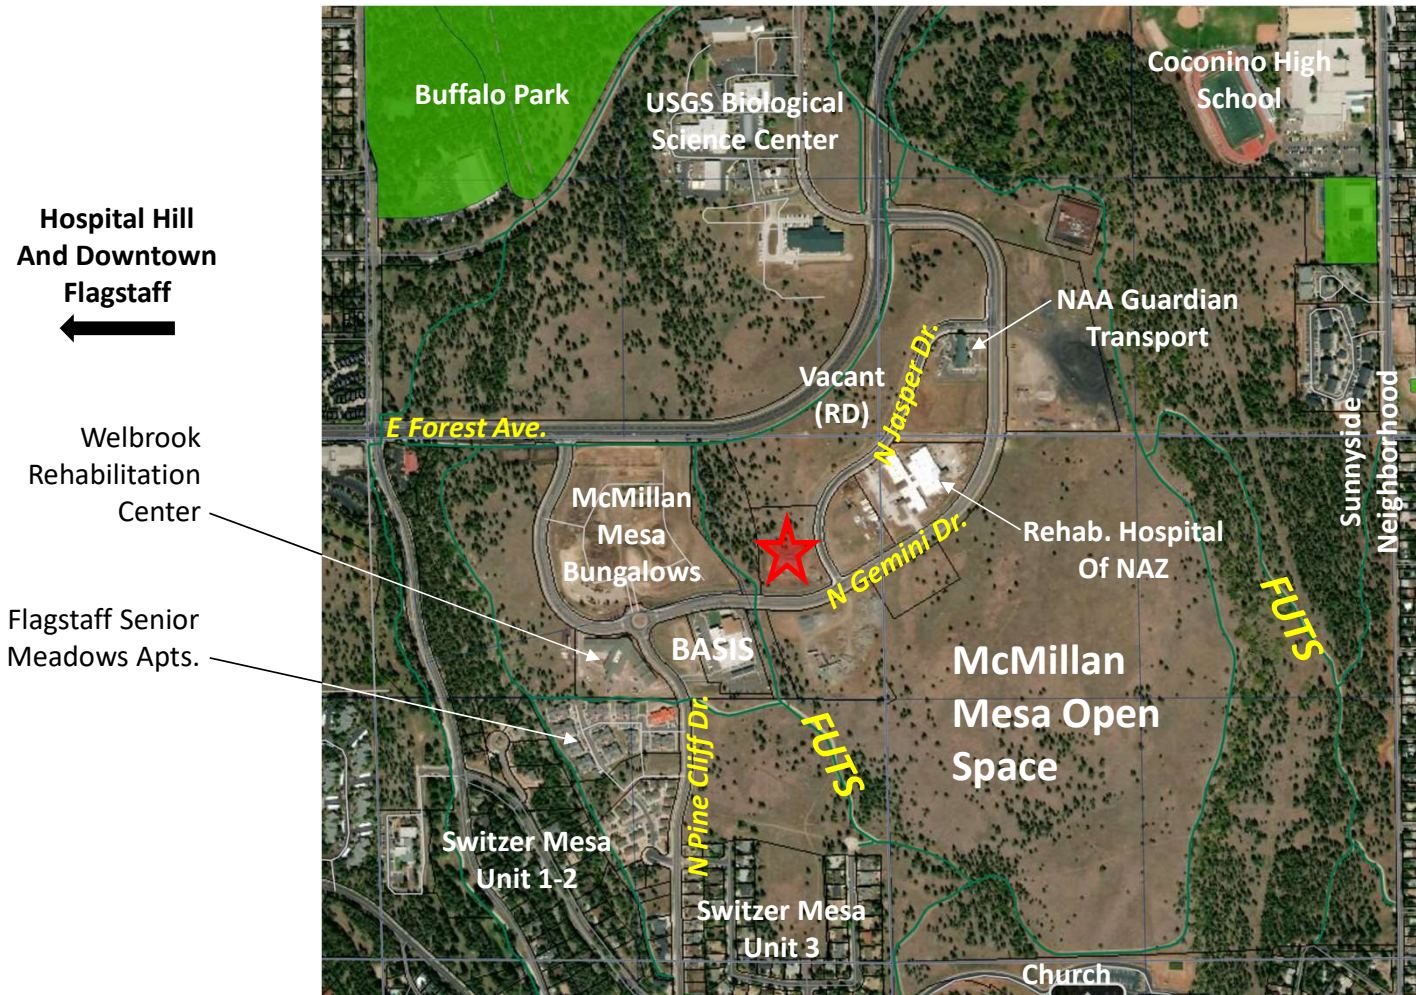 Buffalo Park
USGS Biological
Science Center
Coconino High
School
Hospital Hill
And Downtown
Flagstaff
NAA Guardian
Transport
N Jasper Dr.
Vacant
(RD)
E Forest Ave.
Sunnyside
Neighborhood
Welbrook
Rehabilitation
Center
McMillan
Mesa
Bungalows
Rehab. Hospital
Of NAZ
N Gemini Dr.
FUTS
Flagstaff Senior
Meadows Apts.
BASIS
McMillan
Mesa Open
Space
N Pine Cliff Dr.
FUTS
Switzer Mesa
Unit 1-2
Switzer Mesa
Unit 3
Church